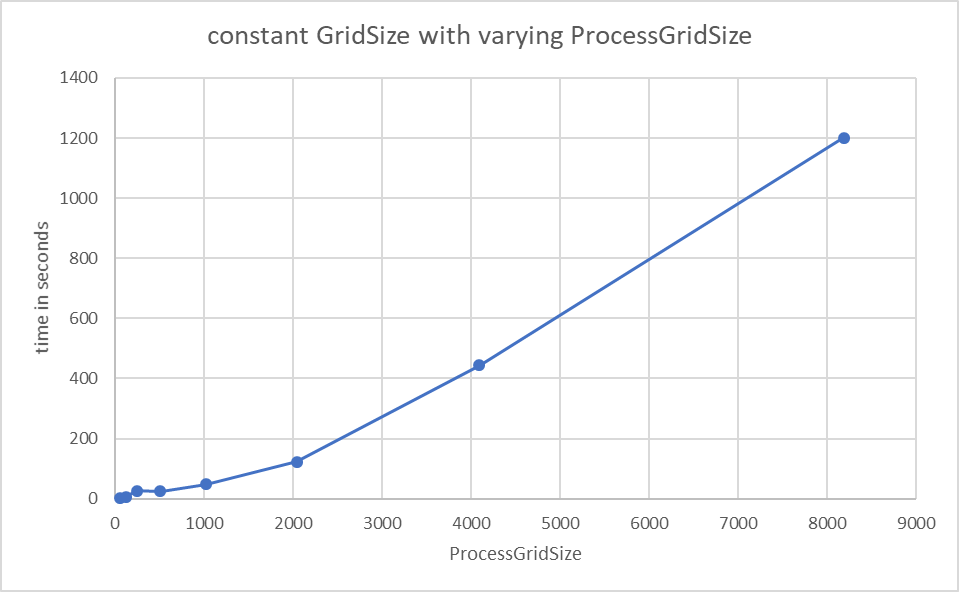 constant GridSize with varying ProcessGridSize
1400
1200
1000
800
600
400
200
0
time in seconds
0 1000 2000 3000 4000 5000 6000 7000 8000 9000
ProcessGridSize